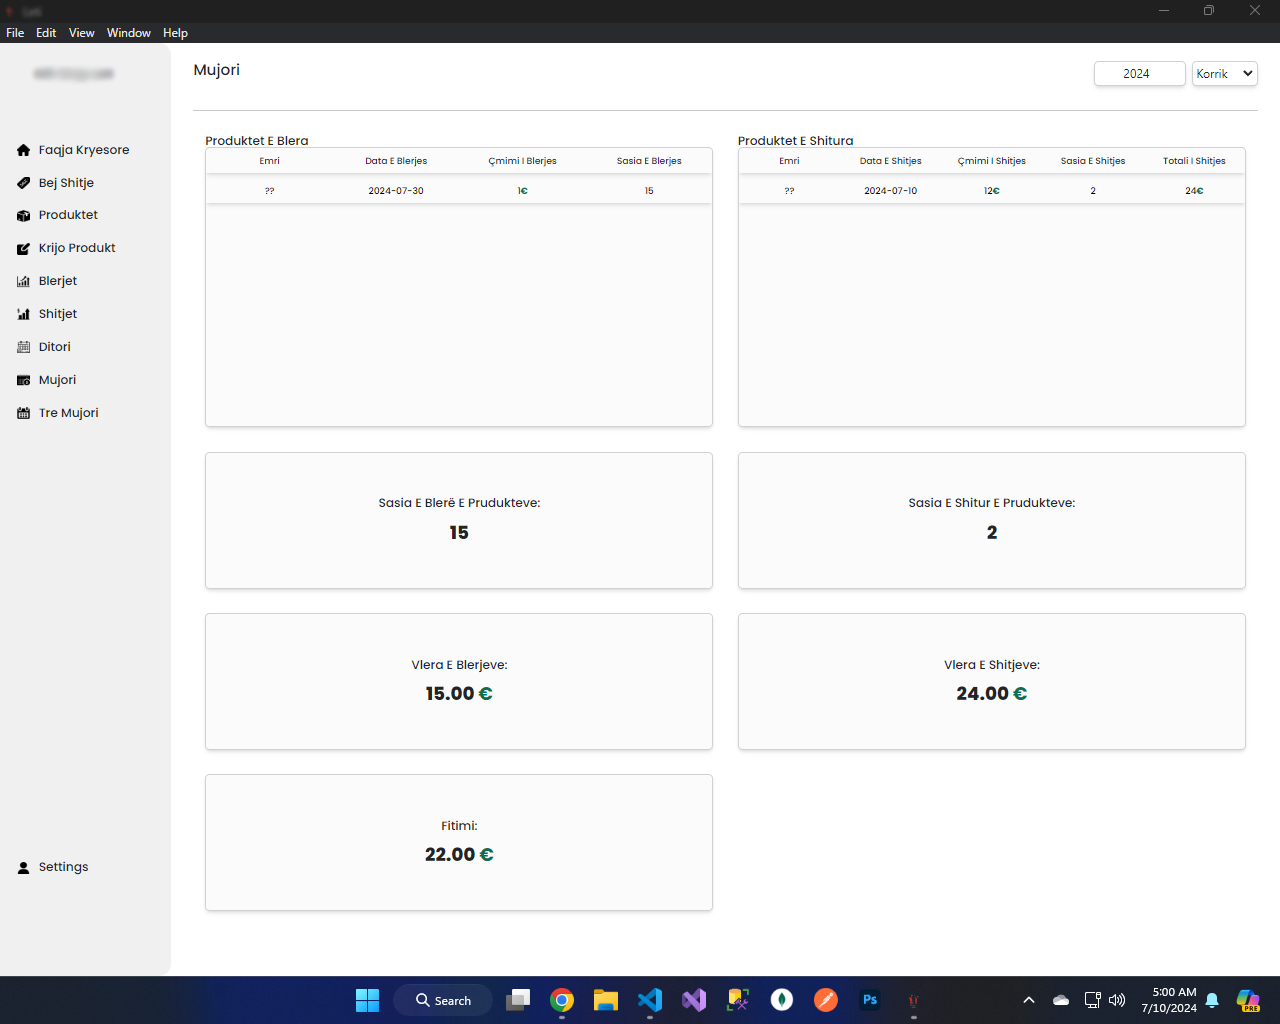 File Edit View Window Help
Mujori
2024
Korrik
Faqja Kryesore
Bej Shitje
Produktet
Krijo Produkt
Blerjet
Shitjet
Ditori
Mujori
Tre Mujori
Settings
Produktet E Blera
Emri Data E Blerjes Çmimi I Blerjes Sasia E Blerjes
?? 2024-07-30 1€ 15
Produktet E Shitura
Emri Data E Shitjes Çmimi I Shitjes Sasia E Shitjes Totali I Shitjes
?? 2024-07-10 12€ 2 24€
Sasia E Blerë E Prudukteve:
15
Sasia E Shitur E Prudukteve:
2
Vlera E Blerjeve:
15.00 €
Vlera E Shitjeve:
24.00 €
Fitimi:
22.00 €
Search
Ps
5:00 AM
7/10/2024
PRE